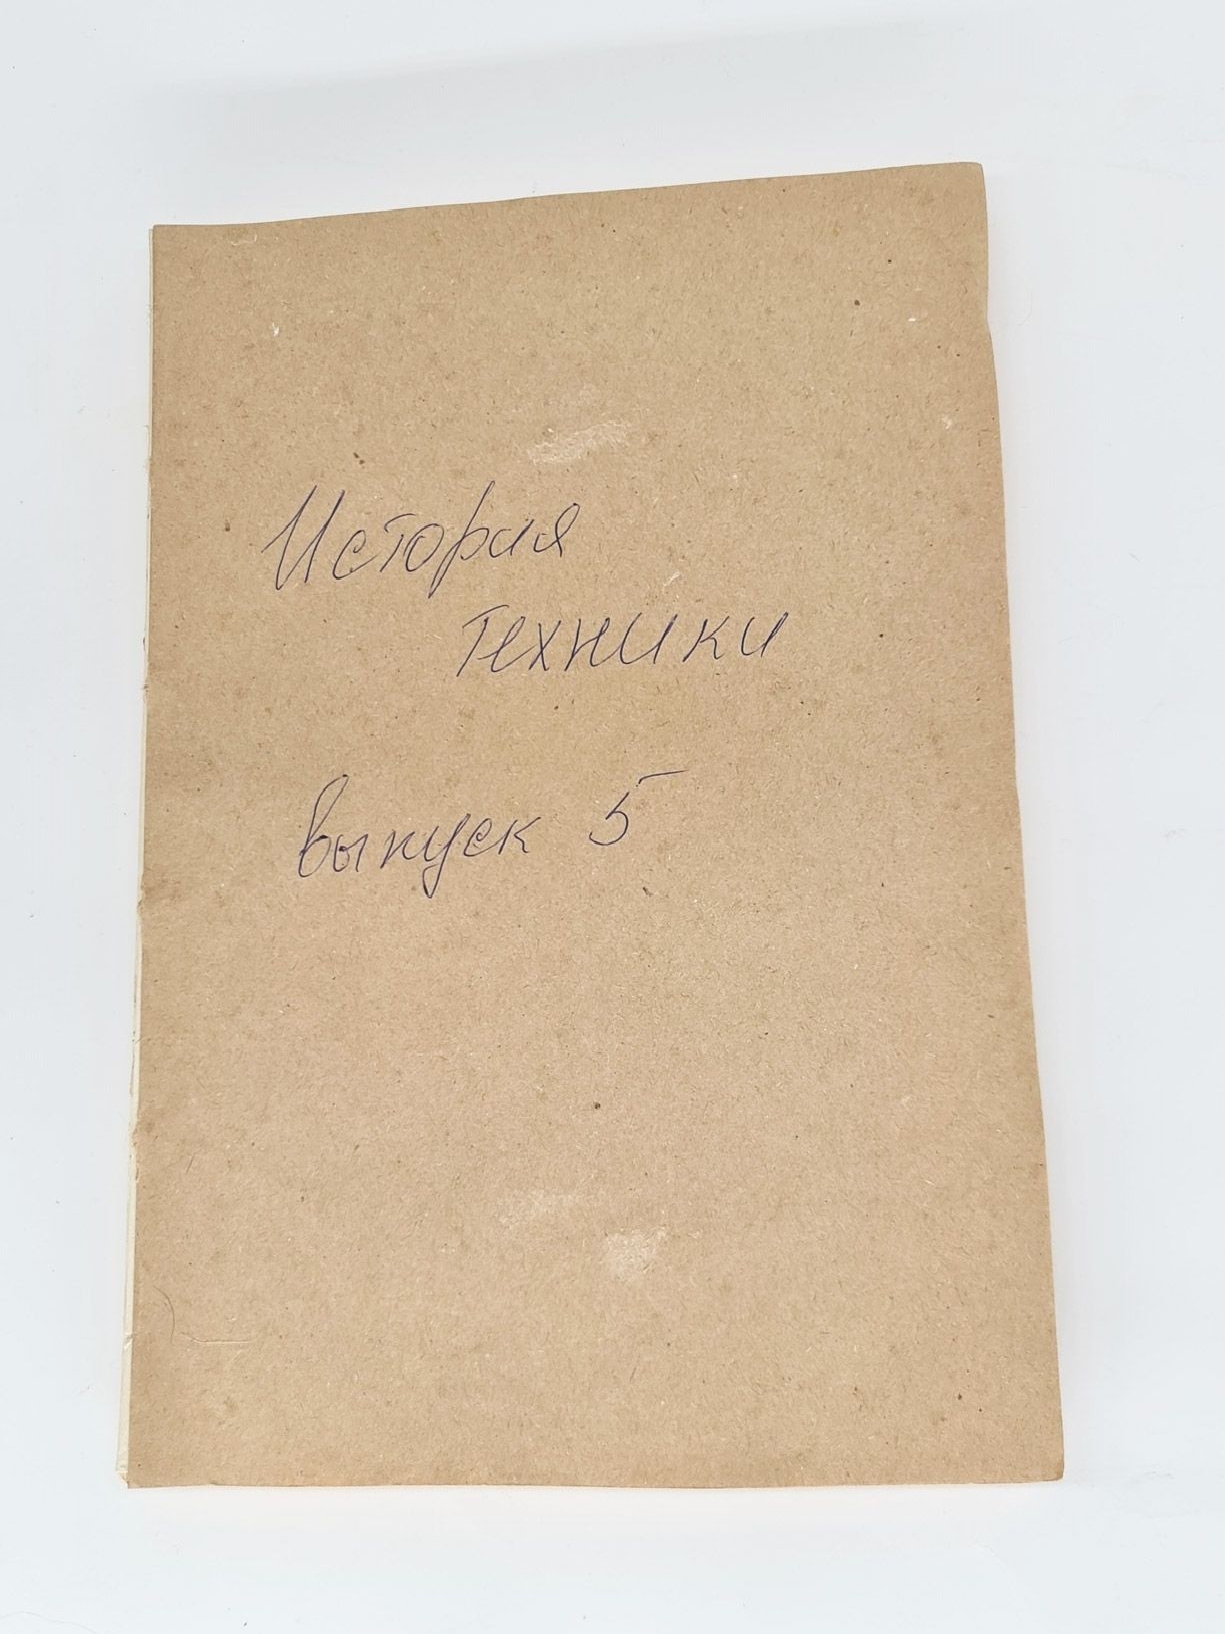 История
техники
выпуск 5